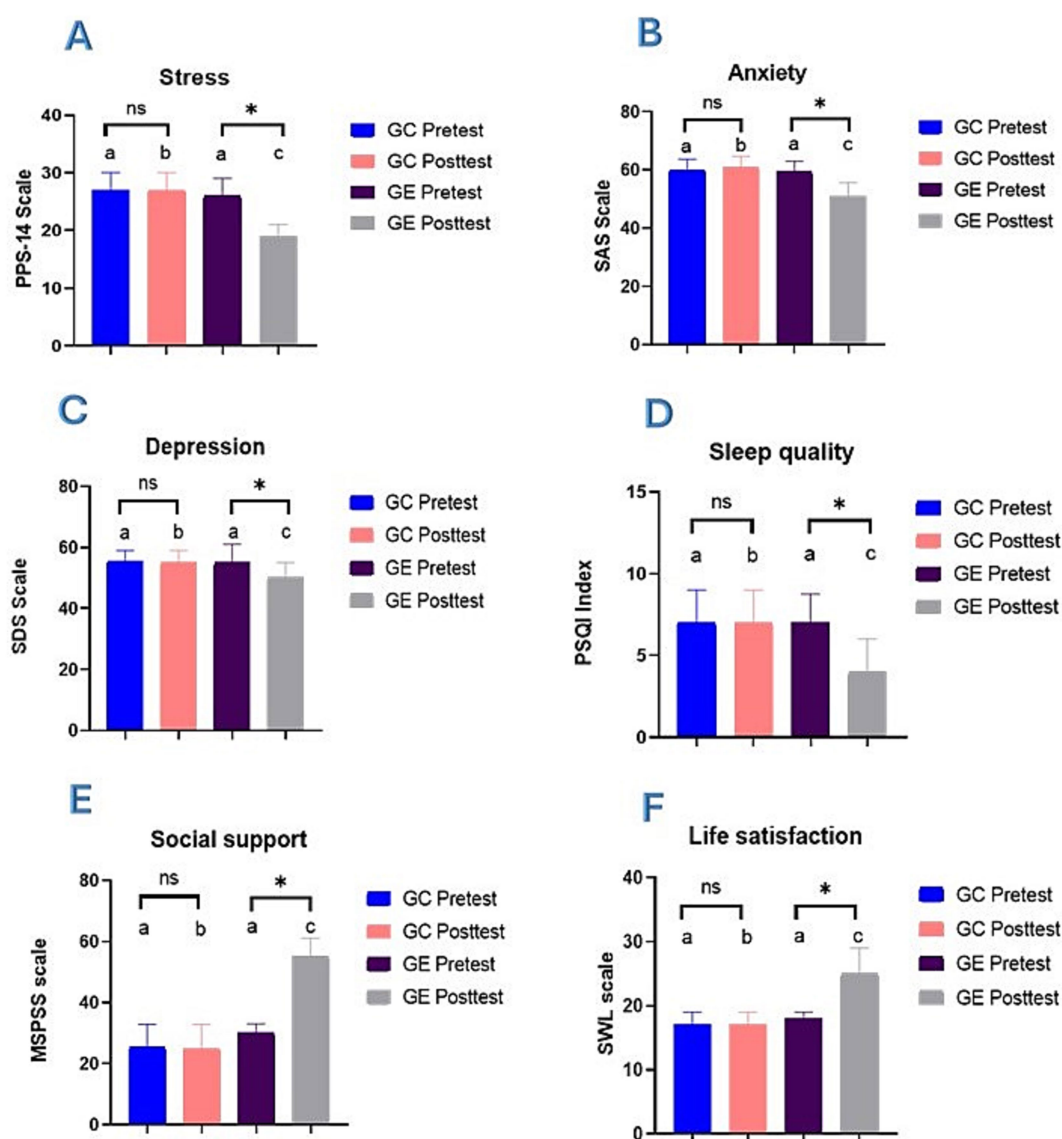 A
Stress
ns
*
a
b
a
c
40
30
20
10
0
PPS-14 Scale
GC Pretest
GC Posttest
GE Pretest
GE Posttest
B
Anxiety
ns
*
a
b
a
c
80
60
40
20
0
SAS Scale
GC Pretest
GC Posttest
GE Pretest
GE Posttest
C
Depression
ns
*
a
b
a
c
80
60
40
20
0
SDS Scale
GC Pretest
GC Posttest
GE Pretest
GE Posttest
D
Sleep quality
ns
*
a
b
a
c
15
10
5
0
PSQI Index
GC Pretest
GC Posttest
GE Pretest
GE Posttest
E
Social support
ns
*
a
b
a
c
80
60
40
20
0
MSPSS scale
GC Pretest
GC Posttest
GE Pretest
GE Posttest
F
Life satisfaction
ns
*
a
b
a
c
40
30
20
10
0
SWL scale
GC Pretest
GC Posttest
GE Pretest
GE Posttest